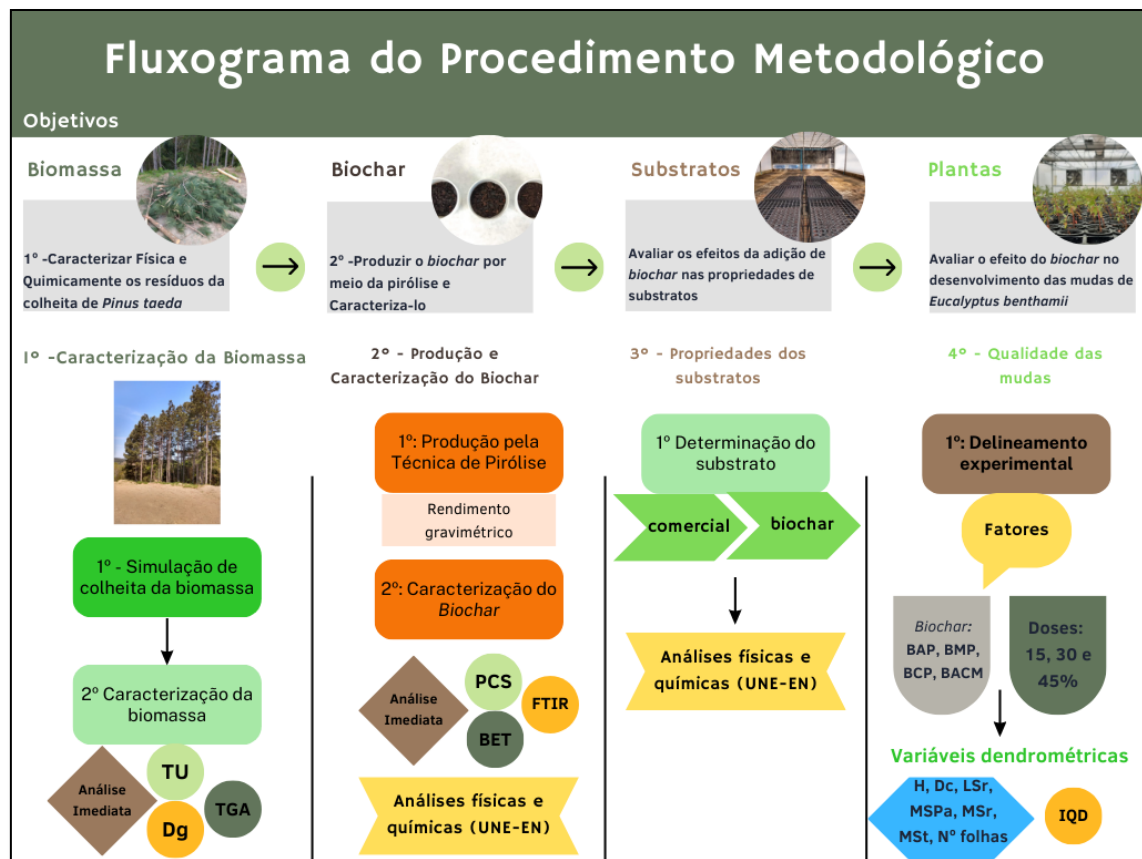 Fluxograma do Procedimento Metodológico
Objetivos
Biomassa
1º -Caracterizar Física e
Quimicamente os resíduos da
colheita de Pinus taeda
Biochar
2º -Produzir o biochar por
meio da pirólise e
Caracteriza-lo
Substratos
Avaliar os efeitos da adição de
biochar nas propriedades de
substratos
Plantas
Avaliar o efeito do biochar no
desenvolvimento das mudas de
Eucalyptus benthamii
1º -Caracterização da Biomassa
1º - Simulação de
colheita da biomassa
2º Caracterização da
biomassa
Análise
Imediata
TU
Dg
TGA
2º - Produção e
Caracterização do Biochar
1º: Produção pela
Técnica de Pirólise
Rendimento
gravimétrico
2º: Caracterização do
Biochar
Análise
Imediata
PCS
BET
FTIR
Análises físicas e
químicas (UNE-EN)
3º - Propriedades dos
substratos
1º Determinação do
substrato
comercial
biochar
Análises físicas e
químicas (UNE-EN)
4º - Qualidade das
mudas
1º: Delineamento
experimental
Fatores
Biochar:
BAP, BMP,
BCP, BACM
Doses:
15, 30 e
45%
Variáveis dendrométricas
H, Dc, LSr,
MSPa, MSr,
MSt, Nº folhas
IQD